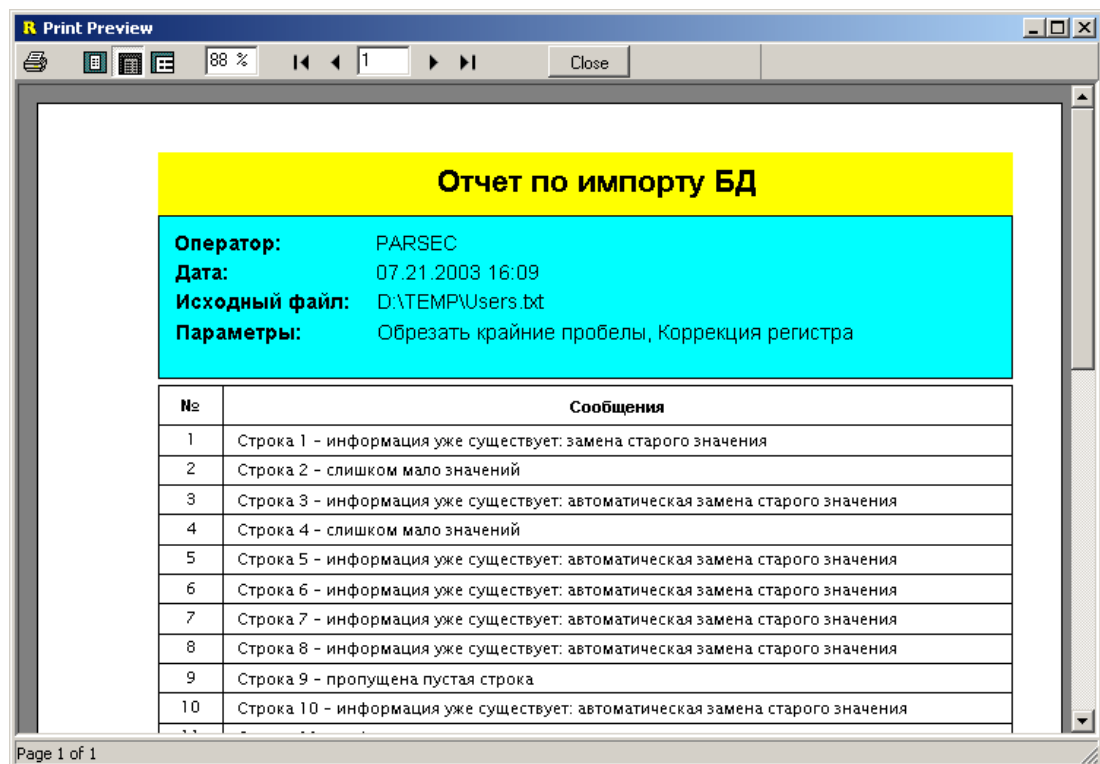 Print Preview
88 % 1 Close
Отчет по импорту БД
Оператор: PARSEC
Дата: 07.21.2003 16:09
Исходный файл: D:\TEMP\Users.txt
Параметры: Обрезать крайние пробелы, Коррекция регистра
№ Сообщения
1 Строка 1 - информация уже существует: замена старого значения
2 Строка 2 - слишком мало значений
3 Строка 3 - информация уже существует: автоматическая замена старого значения
4 Строка 4 - слишком мало значений
5 Строка 5 - информация уже существует: автоматическая замена старого значения
6 Строка 6 - информация уже существует: автоматическая замена старого значения
7 Строка 7 - информация уже существует: автоматическая замена старого значения
8 Строка 8 - информация уже существует: автоматическая замена старого значения
9 Строка 9 - пропущена пустая строка
10 Строка 10 - информация уже существует: автоматическая замена старого значения
Page 1 of 1